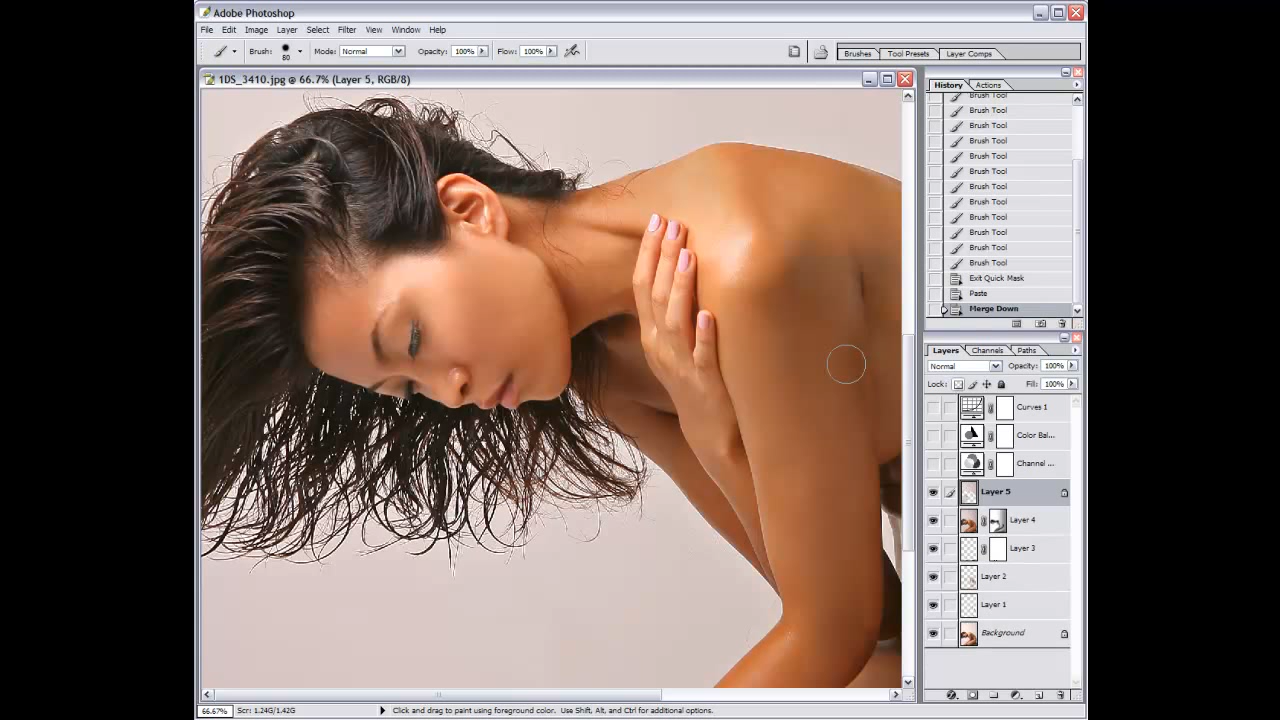 Adobe Photoshop
File Edit Image Layer Select Filter View Window Help
Brush: 80 Mode: Normal Opacity: 100% Flow: 100% Brushes Tool Presets Layer Comps
1DS_3410.jpg @ 66.7% (Layer 5, RGB/8)
History Actions
Brush Tool
Brush Tool
Brush Tool
Brush Tool
Brush Tool
Brush Tool
Brush Tool
Brush Tool
Brush Tool
Brush Tool
Brush Tool
Brush Tool
Exit Quick Mask
Paste
Merge Down
Layers Channels Paths
Normal Opacity: 100%
Lock: Fill: 100%
Curves 1
Color Bal...
Channel ...
Layer 5
Layer 4
Layer 3
Layer 2
Layer 1
Background
66.67% Scr: 1.24G/1.42G Click and drag to paint using foreground color. Use Shift, Alt, and Ctrl for additional options.